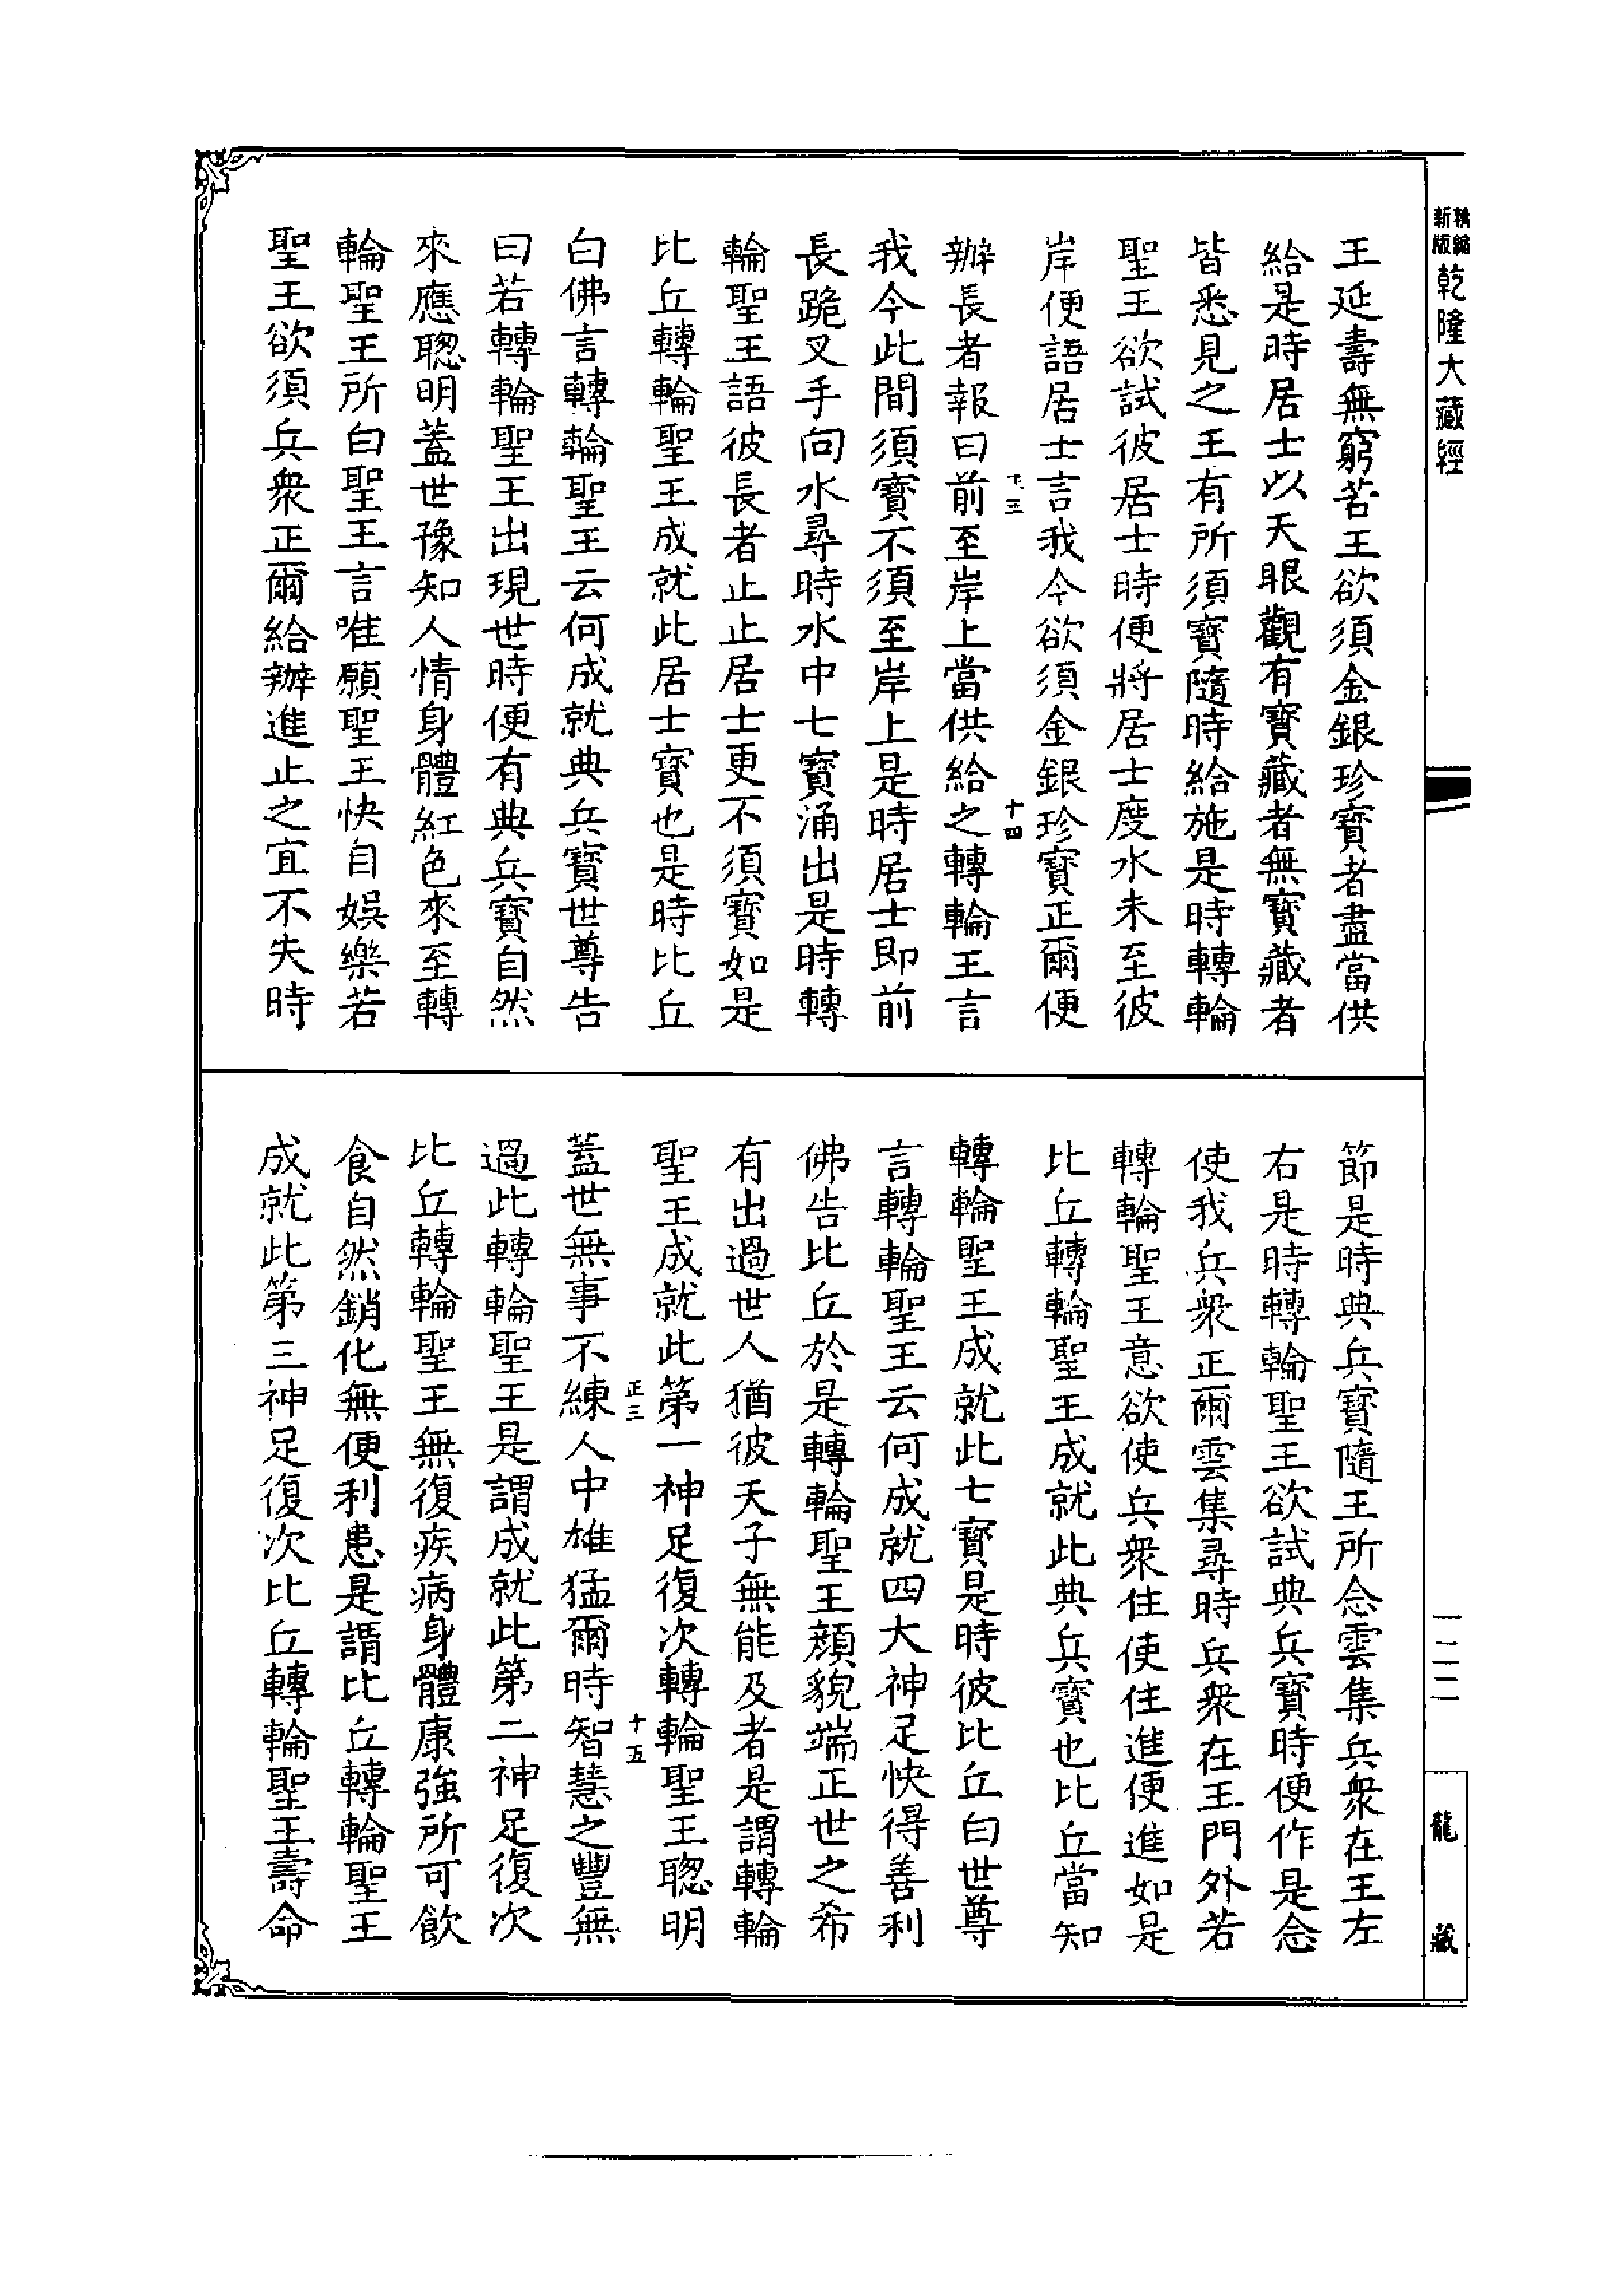 精編新版乾隆大藏經
王延壽無窮若王欲須金銀珍寶者盡當供
給是時居士以天眼觀有寶藏者無寶藏者
皆悉見之王有所須寶隨時給施是時轉輪
聖王欲試彼居士時便將居士度水未至彼
岸便語居士言我今欲須金銀珍寶正爾便
十四
辦長者報曰前至岸上當供給之轉輪王言
我今此間須寶不須至岸上是時居士即前
長跪叉手向水尋時水中七寶涌出是時轉
輪聖王語彼長者止止居士更不須寶如是
比丘轉輪聖王成就此居士寶也是時比丘
白佛言轉輪聖王云何成就典兵寶世尊告
曰若轉輪聖王出現世時便有典兵寶自然
來應聰明蓋世豫知人情身體紅色來至轉
輪聖王所白聖王言唯願聖王快自娛樂若
聖王欲須兵衆正爾給辦進止之宜不失時
節是時典兵寶隨王所念雲集兵衆在王左
右是時轉輪聖王欲試典兵寶時便作是念
使我兵衆正爾雲集尋時兵衆在王門外若
轉輪聖王意欲使兵衆住使住進便進如是
比丘轉輪聖王成就此典兵寶也比丘當知
轉輪聖王成就此七寶是時彼比丘白世尊
言轉輪聖王云何成就四大神足快得善利
佛告比丘於是轉輪聖王顏貌端正世之希
有出過世人猶彼天子無能及者是謂轉輪
聖王成就此第一神足復次轉輪聖王聰明
正三 十五
蓋世無事不練人中雄猛爾時智慧之豐無
過此轉輪聖王是謂成就此第二神足復次
比丘轉輪聖王無復疾病身體康強所可飲
食自然銷化無便利患是謂比丘轉輪聖王
成就此第三神足復次比丘轉輪聖王壽命
一二二
龍藏